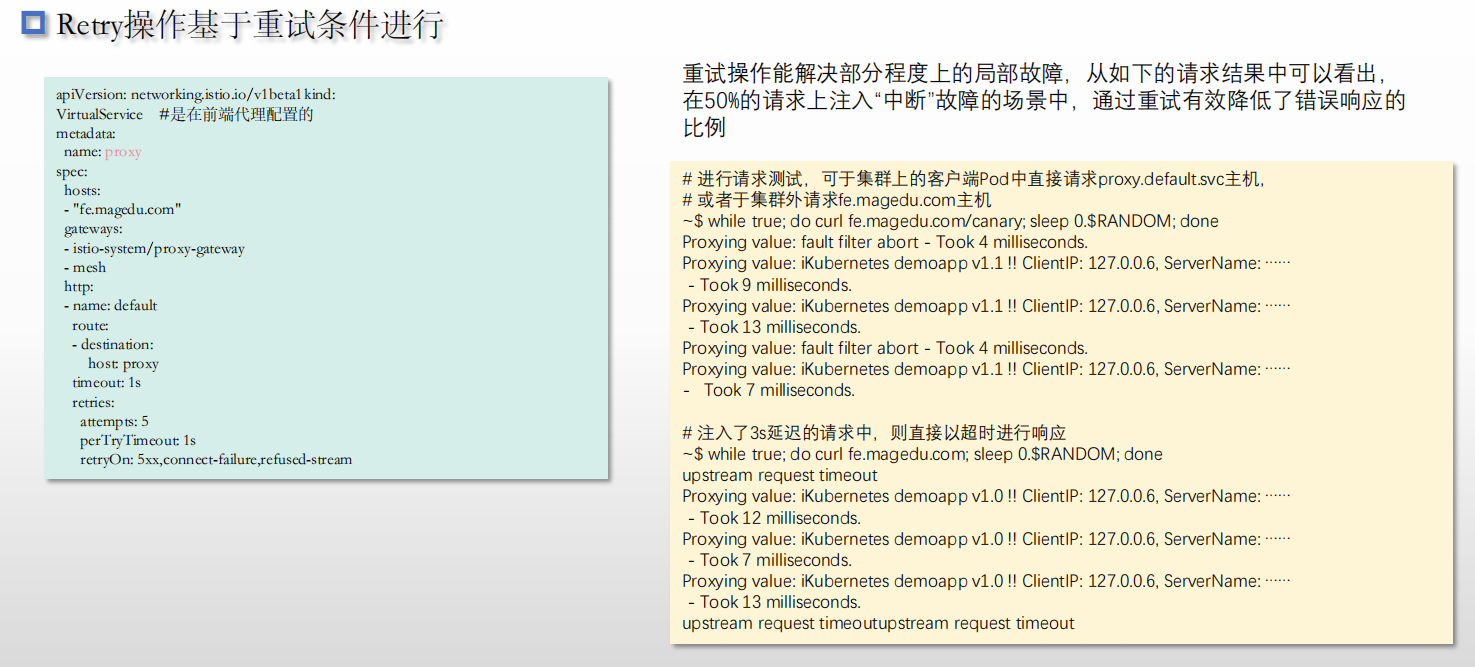 Retry操作基于重试条件进行
apiVersion: networking.istio.io/v1beta1 kind:
VirtualService #是在前端代理配置的
metadata:
name: proxy
spec:
hosts:
- "fe.magedu.com"
gateways:
- istio-system/proxy-gateway
- mesh
http:
- name: default
route:
- destination:
host: proxy
timeout: 1s
retries:
attempts: 5
perTryTimeout: 1s
retryOn: 5xx,connect-failure,refused-stream
重试操作能解决部分程度上的局部故障，从如下的请求结果中可以看出，
在50%的请求上注入“中断”故障的场景中，通过重试有效降低了错误响应的
比例
# 进行请求测试，可于集群上的客户端Pod中直接请求proxy.default.svc主机，
# 或者于集群外请求fe.magedu.com主机
~$ while true; do curl fe.magedu.com/canary; sleep 0.$RANDOM; done
Proxying value: fault filter abort - Took 4 milliseconds.
Proxying value: iKubernetes demoapp v1.1 !! ClientIP: 127.0.0.6, ServerName: ······
- Took 9 milliseconds.
Proxying value: iKubernetes demoapp v1.1 !! ClientIP: 127.0.0.6, ServerName: ······
- Took 13 milliseconds.
Proxying value: fault filter abort - Took 4 milliseconds.
Proxying value: iKubernetes demoapp v1.1 !! ClientIP: 127.0.0.6, ServerName: ······
- Took 7 milliseconds.
# 注入了3s延迟的请求中，则直接以超时进行响应
~$ while true; do curl fe.magedu.com; sleep 0.$RANDOM; done
upstream request timeout
Proxying value: iKubernetes demoapp v1.0 !! ClientIP: 127.0.0.6, ServerName: ······
- Took 12 milliseconds.
Proxying value: iKubernetes demoapp v1.0 !! ClientIP: 127.0.0.6, ServerName: ······
- Took 7 milliseconds.
Proxying value: iKubernetes demoapp v1.0 !! ClientIP: 127.0.0.6, ServerName: ······
- Took 13 milliseconds.
upstream request timeoutupstream request timeout